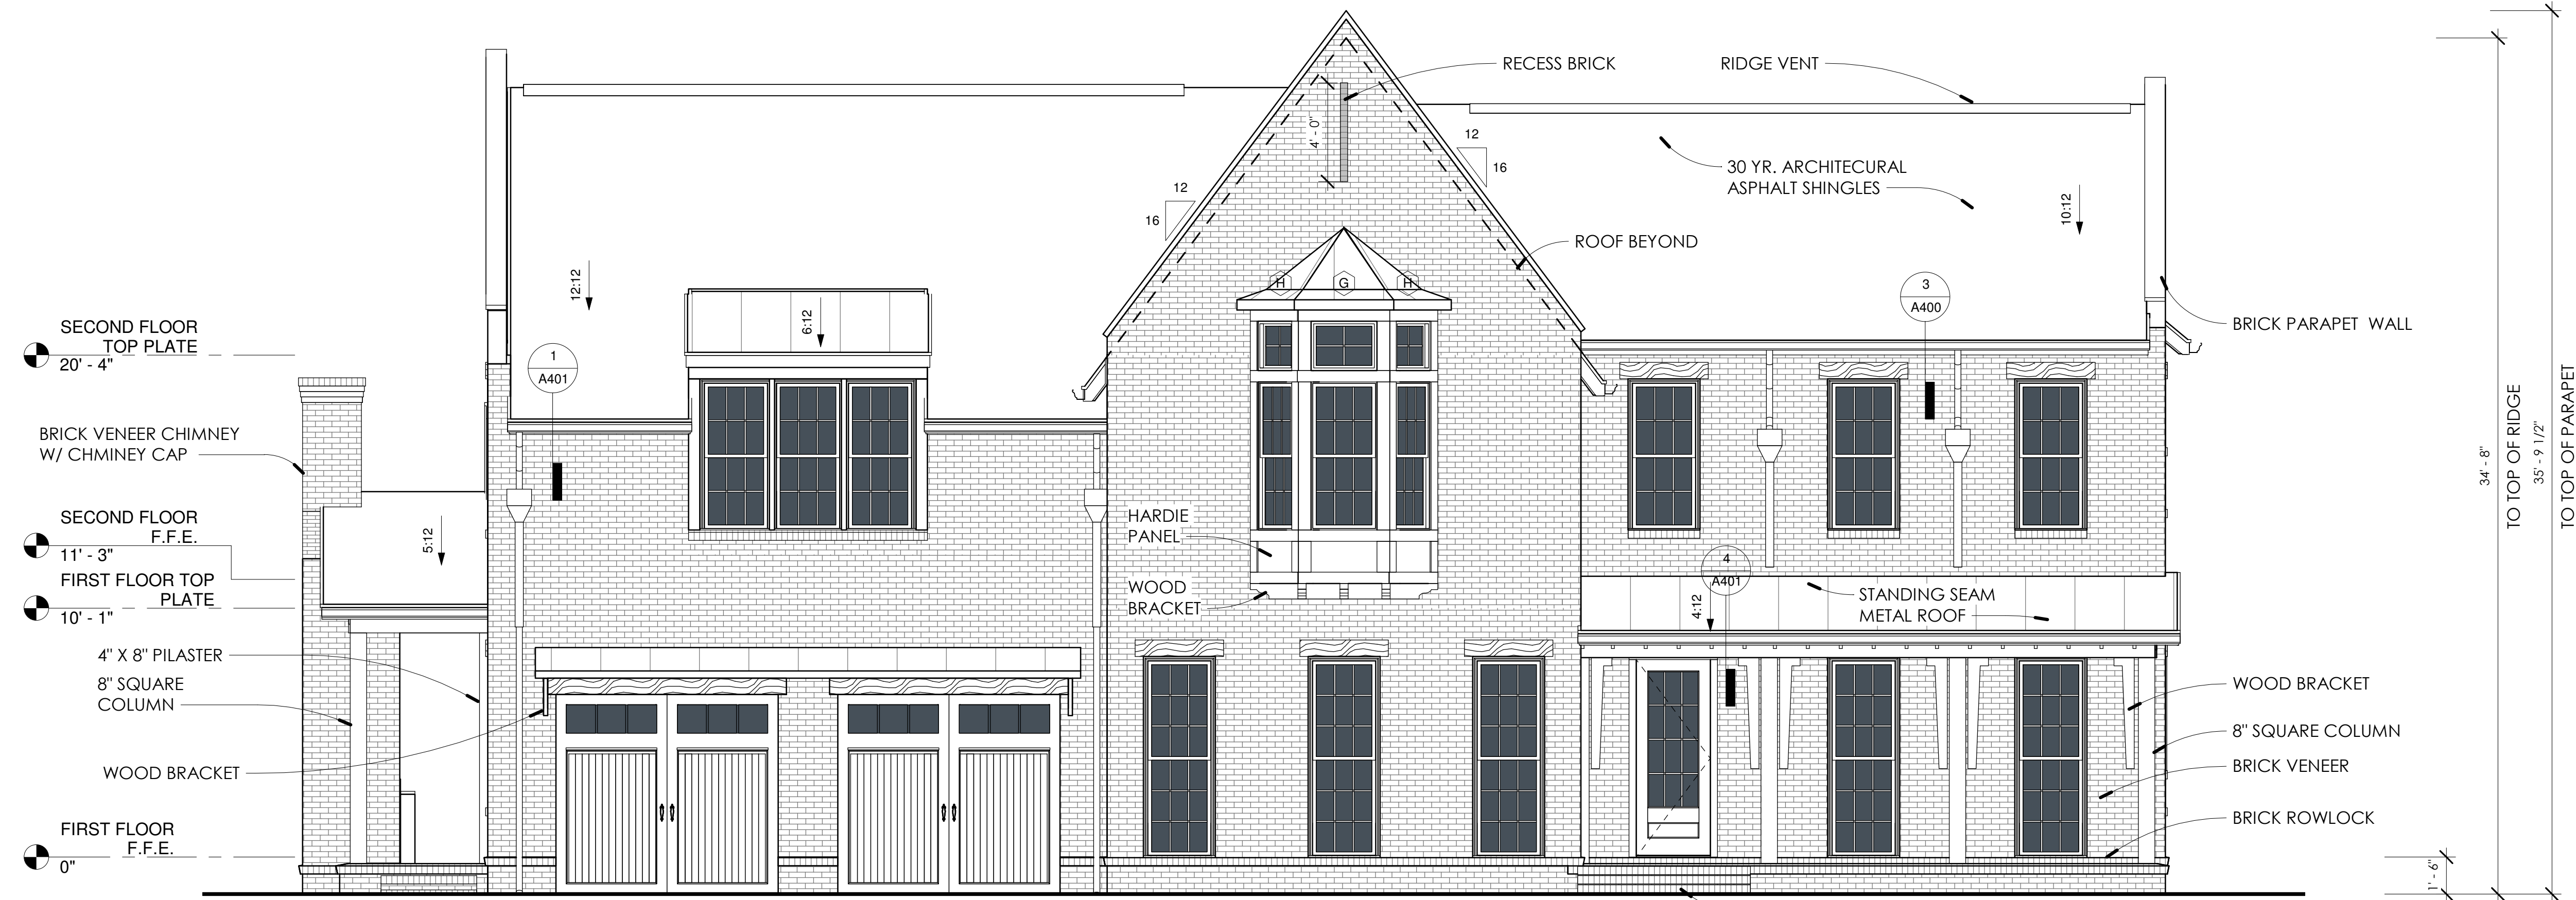 RECESS BRICK
RIDGE VENT
4' - 0"
12
16
12
16
30 YR. ARCHITECURAL
ASPHALT SHINGLES
10:12
ROOF BEYOND
12:12
6:12
H
G
H
3
A400
SECOND FLOOR
TOP PLATE
20' - 4"
1
A401
BRICK PARAPET WALL
BRICK VENEER CHIMNEY
W/ CHMINEY CAP
SECOND FLOOR
F.F.E.
11' - 3"
5:12
HARDIE
PANEL
FIRST FLOOR TOP
PLATE
10' - 1"
WOOD
BRACKET
4
A401
4:12
STANDING SEAM
METAL ROOF
4" X 8" PILASTER
8" SQUARE
COLUMN
WOOD BRACKET
WOOD BRACKET
8" SQUARE COLUMN
BRICK VENEER
BRICK ROWLOCK
FIRST FLOOR
F.F.E.
0"
34' - 8"
TO TOP OF RIDGE
35' - 9 1/2"
TO TOP OF PARAPET
1' - 6"